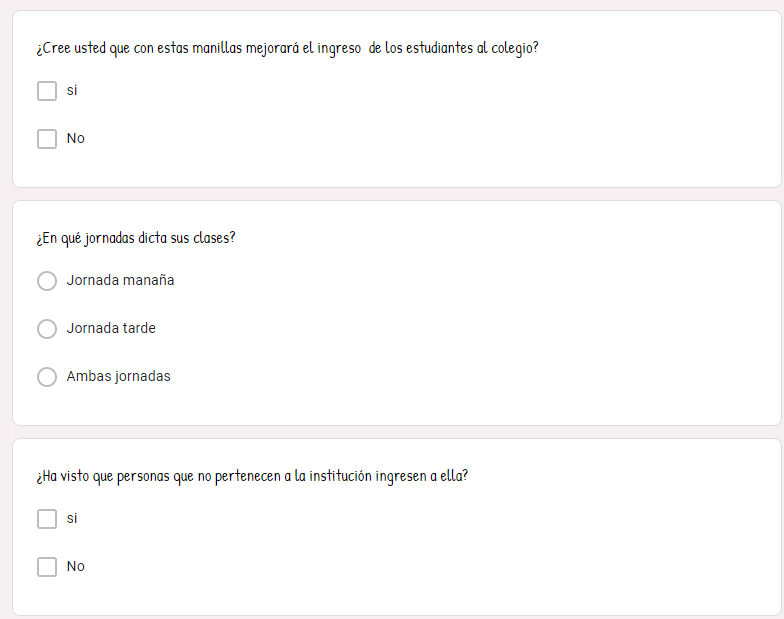 ¿Cree usted que con estas manillas mejorará el ingreso  de los estudiantes al colegio?
si
No
¿En qué jornadas dicta sus clases?
Jornada manaña
Jornada tarde
Ambas jornadas
¿Ha visto que personas que no pertenecen a la institución ingresen a ella?
si
No